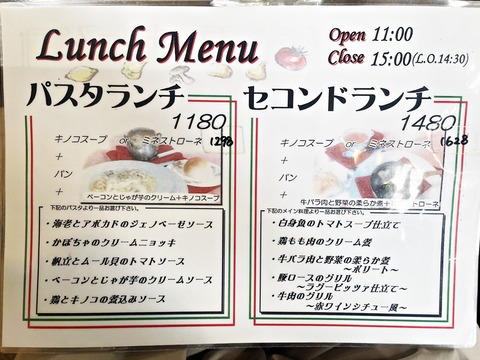 Lunch Menu
Open 11:00
Close 15:00(L.O.14:30)
パスタランチ
1180
1298
キノコスープ or ミネストローネ
+
パン
+
ベーコンとじゃが芋のクリーム+キノコスープ
下記のパスタより一品お選び下さい。
・海老とアボカドのジェノベーゼソース
・かぼちゃのクリームニョッキ
・帆立とムール貝のトマトソース
・ベーコンとじゃが芋のクリームソース
・鶏とキノコの煮込みソース
セコンドランチ
1480
1628
キノコスープ or ミネストローネ
+
パン
+
牛バラ肉と野菜の柔らか煮+ミネストローネ
下記のメイン料理より一品お選び下さい。
・白身魚のトマトスープ仕立て
・鶏もも肉のクリーム煮
・牛バラ肉と野菜の柔らか煮
～ボリート～
・豚ロースのグリル
～ラグーピッツァ仕立て～
・牛肉のグリル
～赤ワインシチュー風～